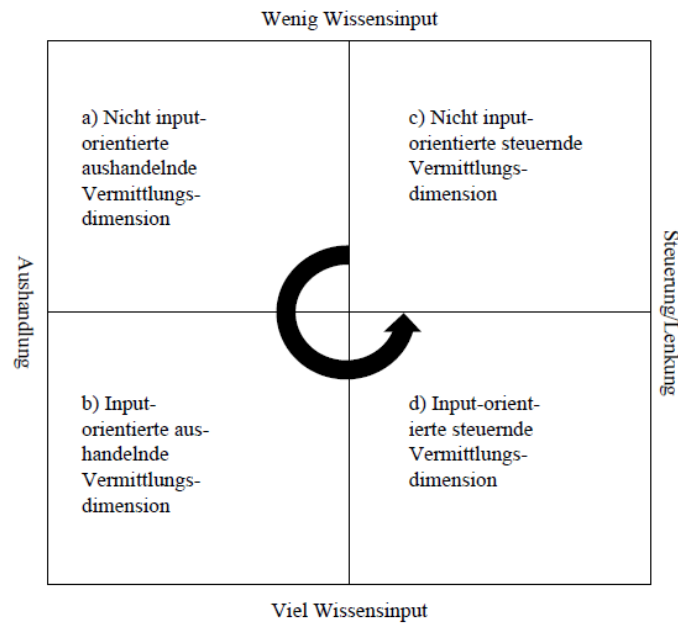 Wenig Wissensinput
a) Nicht input-
orientierte
aushandelnde
Vermittlungs-
dimension
c) Nicht input-
orientierte steuernde
Vermittlungs-
dimension
Aushandlung
Steuerung/Lenkung
b) Input-
orientierte aus-
handelnde
Vermittlungs-
dimension
d) Input-orient-
ierte steuernde
Vermittlungs-
dimension
Viel Wissensinput